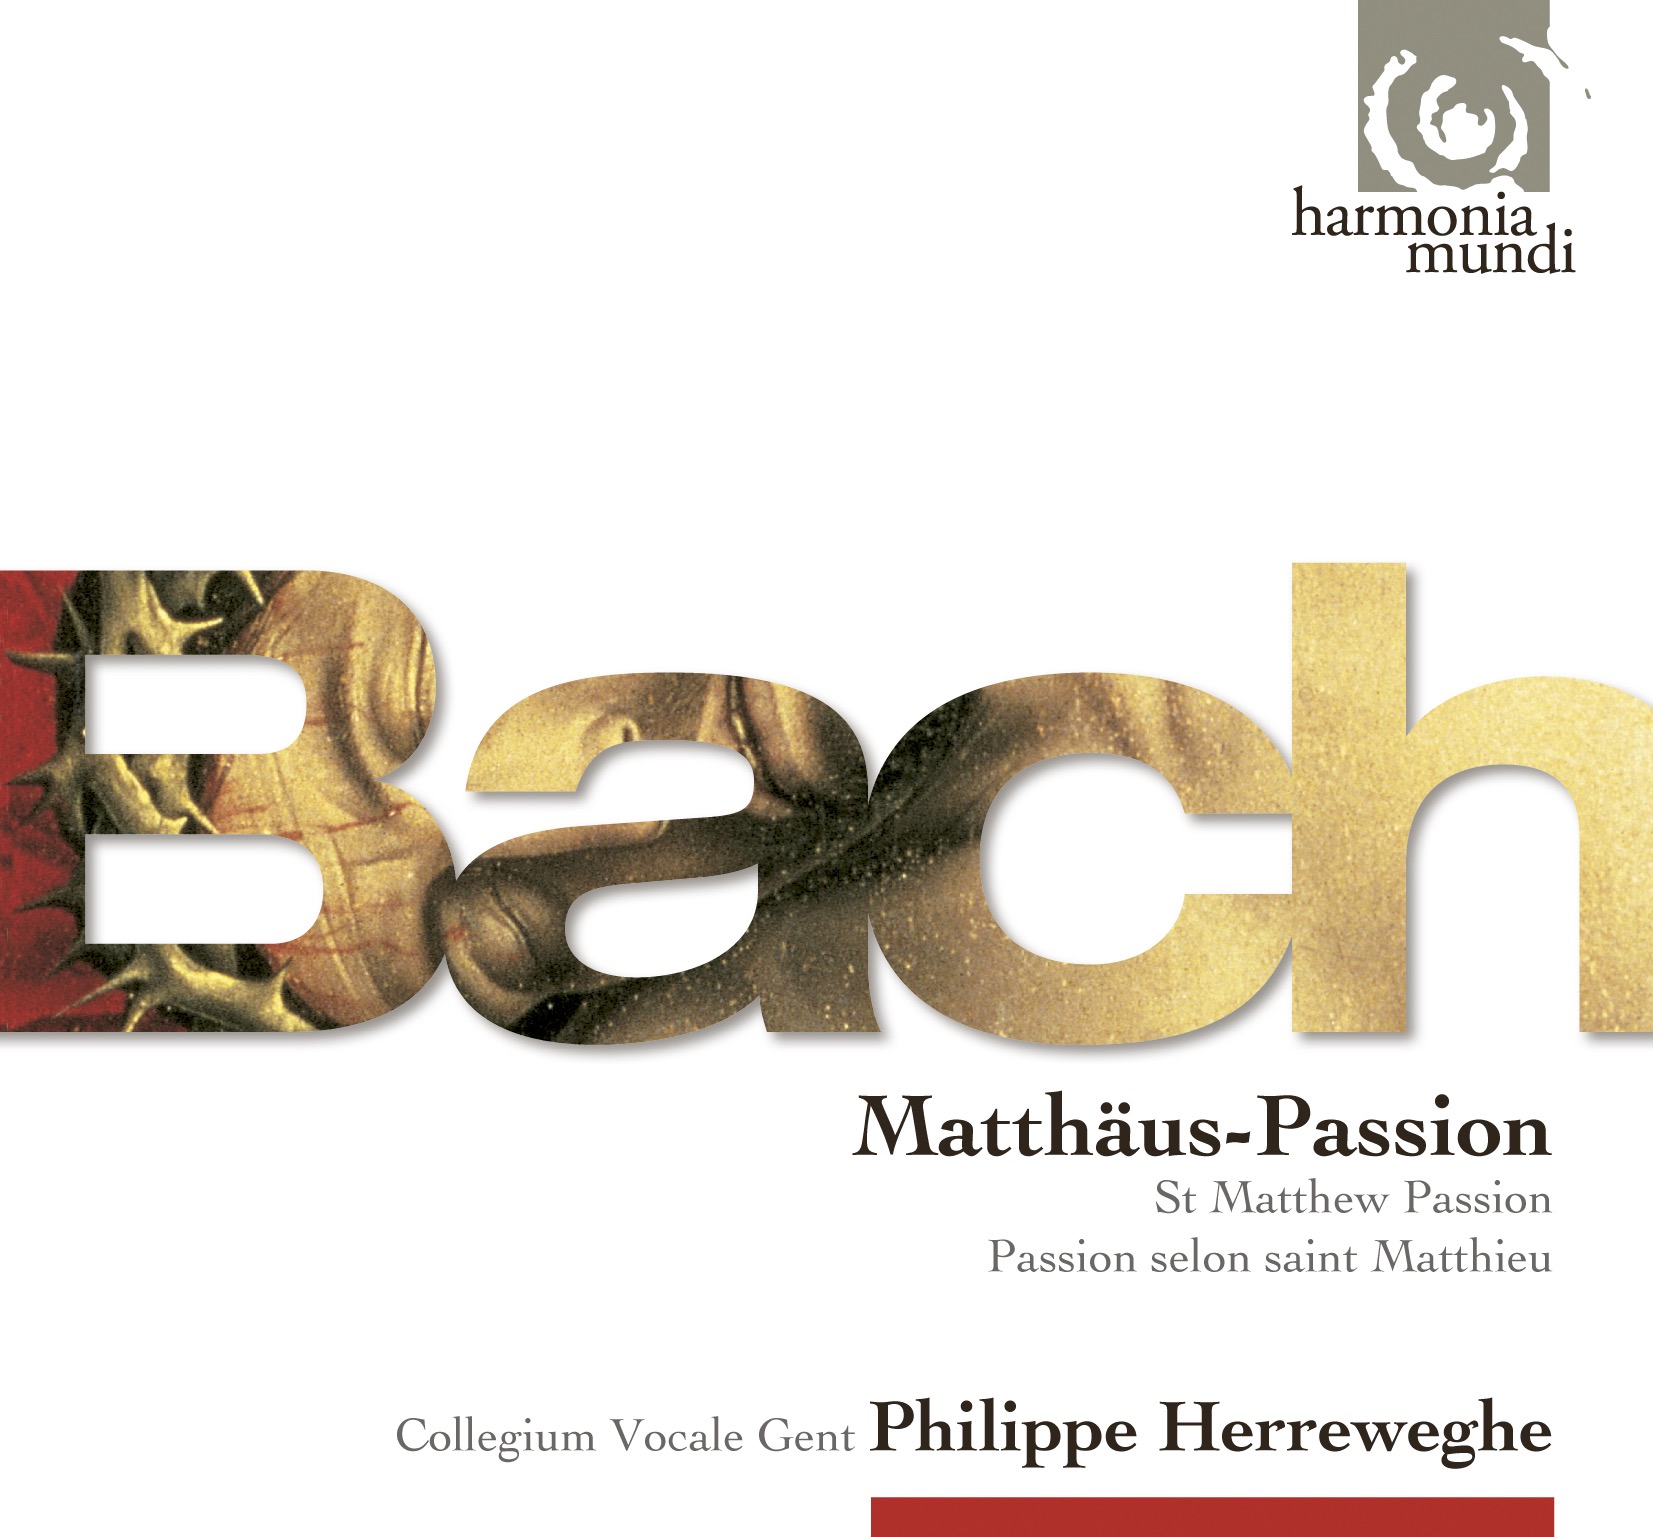 harmonia
mundi
Bach
Matthäus-Passion
St Matthew Passion
Passion selon saint Matthieu
Collegium Vocale Gent Philippe Herreweghe